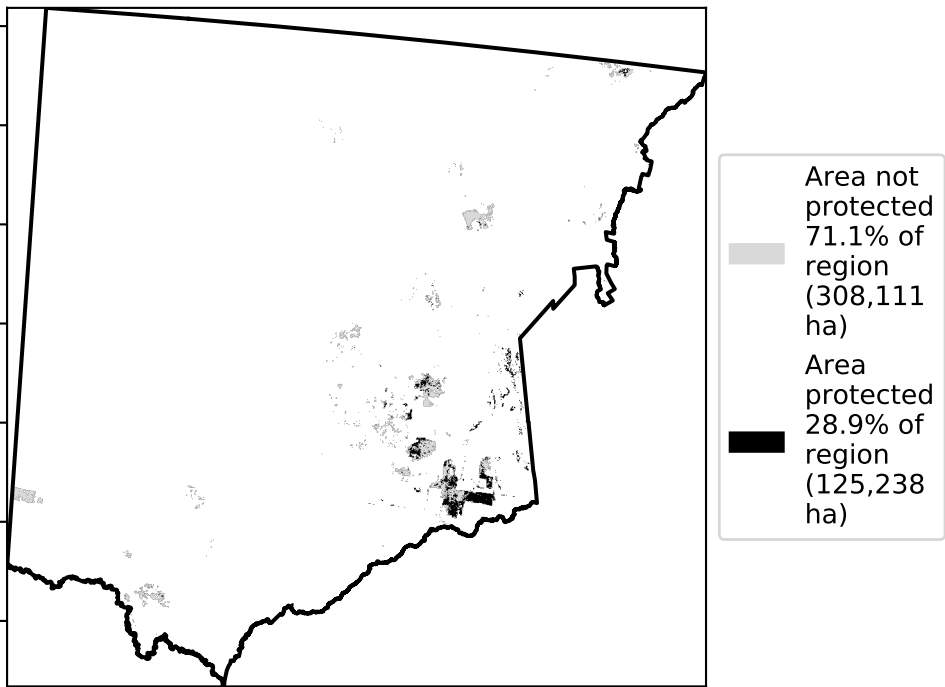 Area not
protected
71.1% of
region
(308,111
ha)
Area
protected
28.9% of
region
(125,238
ha)